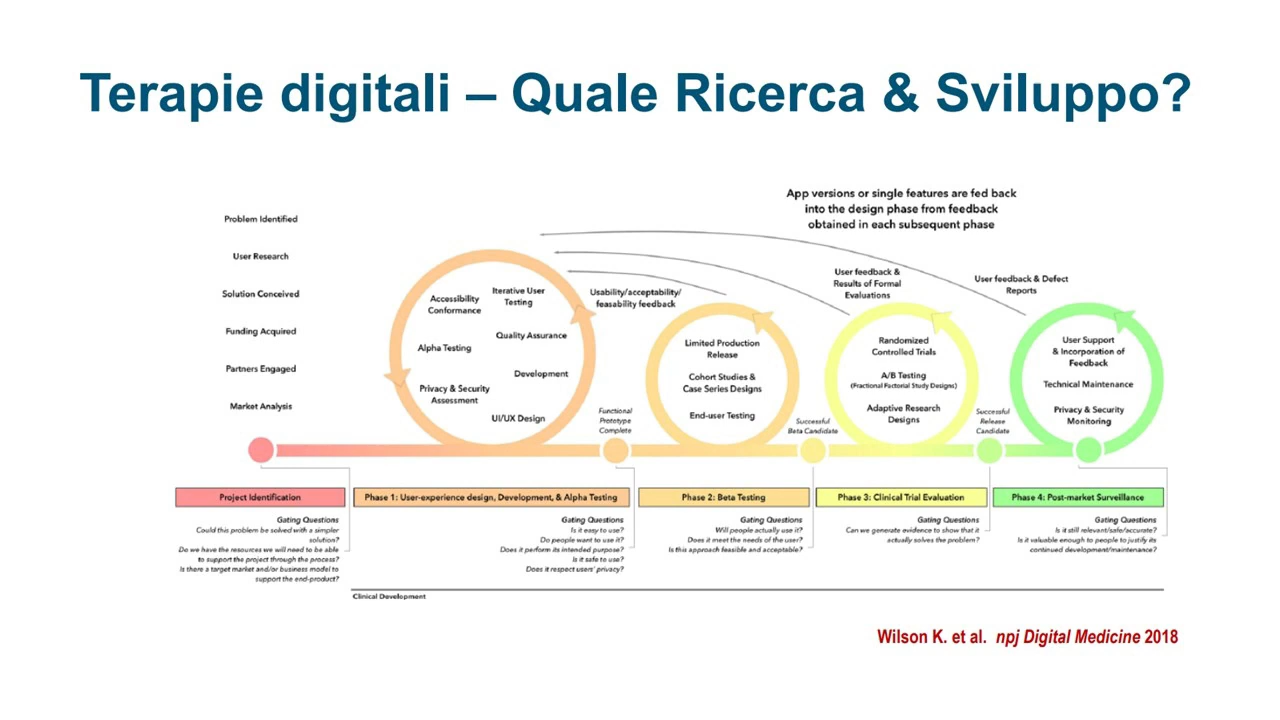 Terapie digitali – Quale Ricerca & Sviluppo?
App versions or single features are fed back
into the design phase from feedback
obtained in each subsequent phase
Problem Identified
User Research
Solution Conceived
Funding Acquired
Partners Engaged
Market Analysis
Accessibility
Conformance
Iterative User
Testing
Quality Assurance
Alpha Testing
Development
Privacy & Security
Assessment
UI/UX Design
Usability/acceptability/
feasability feedback
Functional
Prototype
Complete
Limited Production
Release
Cohort Studies &
Case Series Designs
End-user Testing
Successful
Beta Candidate
User feedback &
Results of Formal
Evaluations
Randomized
Controlled Trials
A/B Testing
(Fractional Factorial Study Designs)
Adaptive Research
Designs
Successful
Release
Candidate
User feedback & Defect
Reports
User Support
& Incorporation of
Feedback
Technical Maintenance
Privacy & Security
Monitoring
Project Identification
Gating Questions
Could this problem be solved with a simpler
solution?
Do we have the resources we will need to be able
to support the project through the process?
Is there a target market and/or business model to
support the end-product?
Phase 1: User-experience design, Development, & Alpha Testing
Gating Questions
Is it easy to use?
Do people want to use it?
Does it perform its intended purpose?
Is it safe to use?
Does it respect users' privacy?
Phase 2: Beta Testing
Gating Questions
Will people actually use it?
Does it meet the needs of the user?
Is this approach feasible and acceptable?
Phase 3: Clinical Trial Evaluation
Gating Questions
Can we generate evidence to show that it
actually solves the problem?
Phase 4: Post-market Surveillance
Gating Questions
Is it still relevant/safe/accurate?
Is it valuable enough to people to justify its
continued development/maintenance?
Clinical Development
Wilson K. et al. npj Digital Medicine 2018